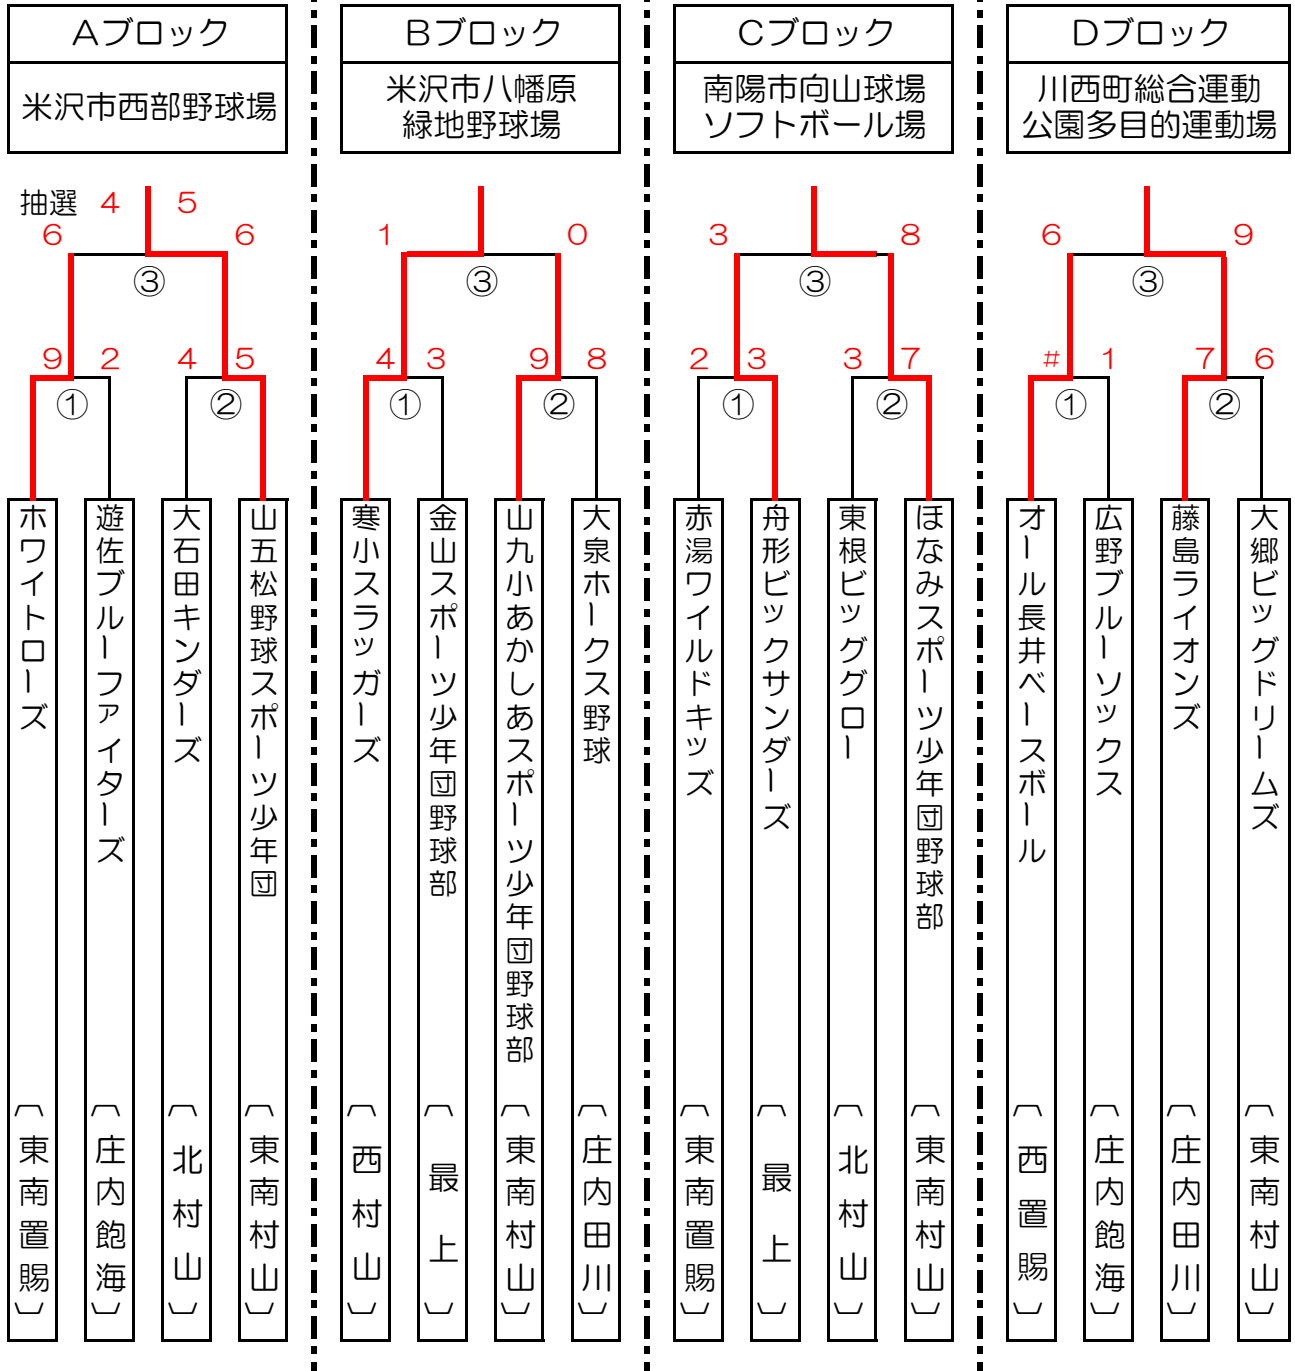 Aブロック
米沢市西部野球場
Bブロック
米沢市八幡原
緑地野球場
Cブロック
南陽市向山球場
ソフトボール場
Dブロック
川西町総合運動
公園多目的運動場
抽選 4 5
6 6
③
9 2 4 5
① ②
1 0
③
4 3 9 8
① ②
3 8
③
2 3 3 7
① ②
6 9
③
# 1 7 6
① ②
ホワイトローズ〔東南置賜〕
遊佐ブルーファイターズ〔庄内飽海〕
大石田キンダーズ〔北村山〕
山五松野球スポーツ少年団〔東南村山〕
寒小スラッガーズ〔西村山〕
金山スポーツ少年団野球部〔最上〕
山九小あかしあスポーツ少年団野球部〔東南村山〕
大泉ホークス野球〔庄内田川〕
赤湯ワイルドキッズ〔東南置賜〕
舟形ビックサンダーズ〔最上〕
東根ビッググロー〔北村山〕
ほなみスポーツ少年団野球部〔東南村山〕
オール長井ベースボール〔西置賜〕
広野ブルーソックス〔庄内飽海〕
藤島ライオンズ〔庄内田川〕
大郷ビッグドリームズ〔東南村山〕